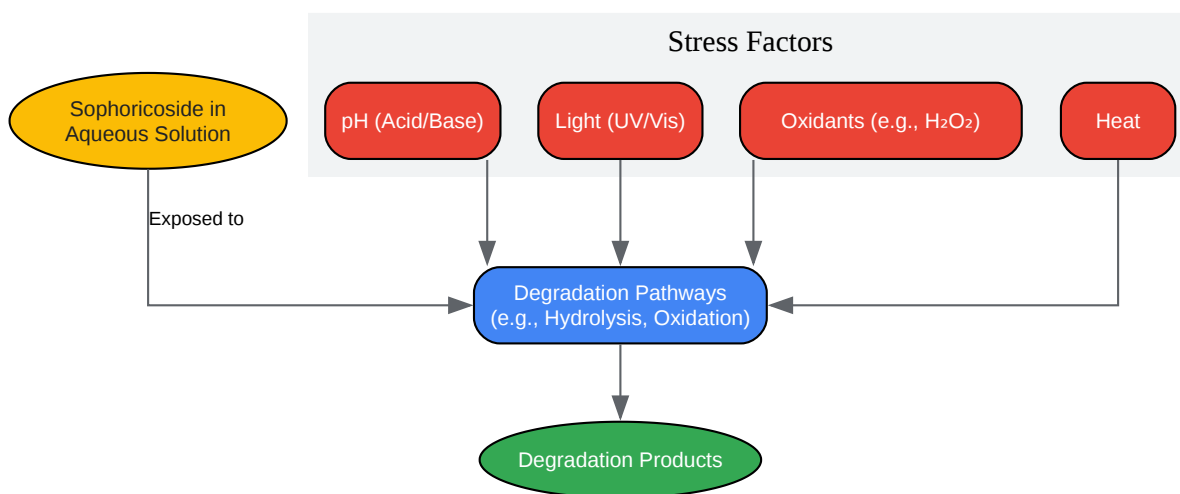 Stress Factors
Sophoricoside in
Aqueous Solution
pH (Acid/Base)
Light (UV/Vis)
Oxidants (e.g., H₂O₂)
Heat
Exposed to
Degradation Pathways
(e.g., Hydrolysis, Oxidation)
Degradation Products